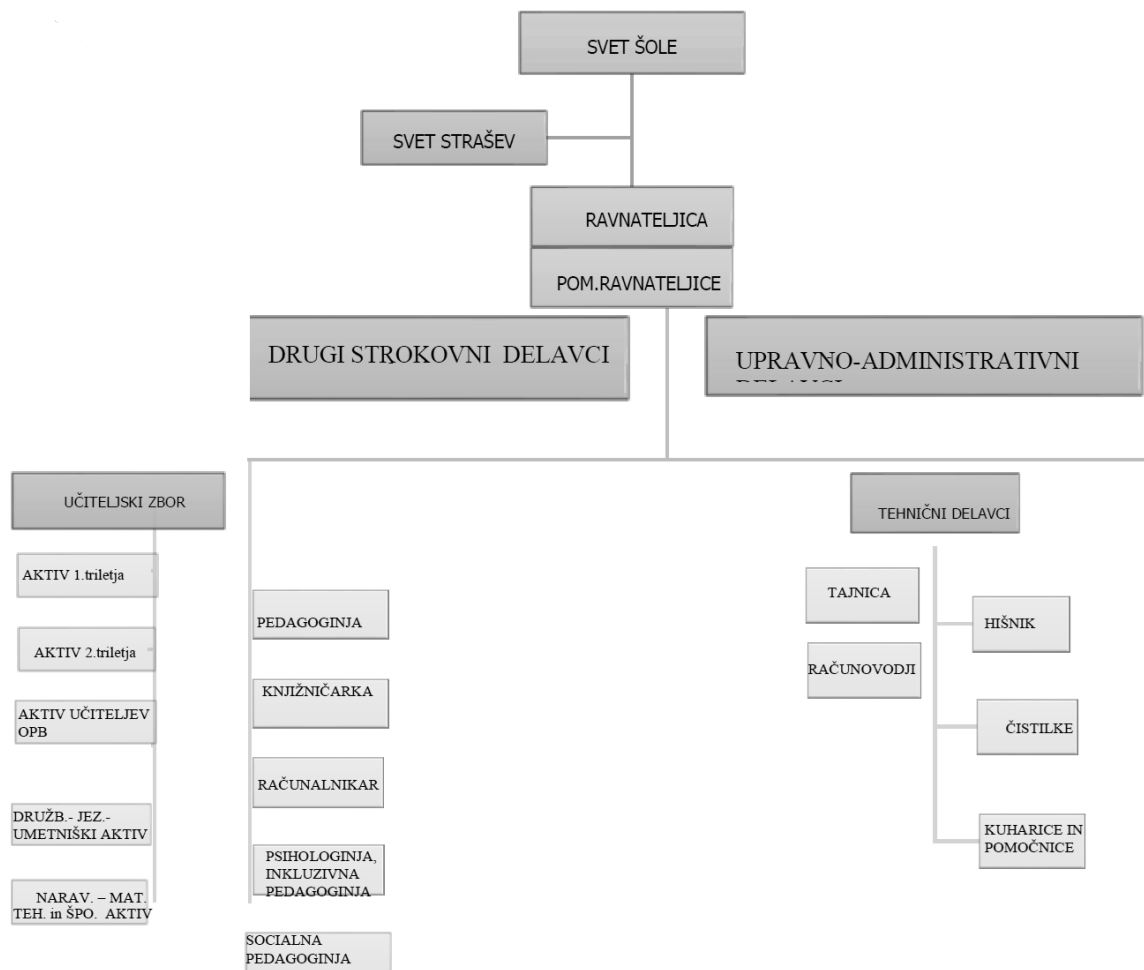 SVET ŠOLE
SVET STRAŠEV
RAVNATELJICA
POM.RAVNATELJICE
DRUGI STROKOVNI DELAVCI
UPRAVNO-ADMINISTRATIVNI
UČITELJSKI ZBOR
AKTIV 1.triletja
AKTIV 2.triletja
AKTIV UČITELJEV
OPB
DRUŽB.- JEZ.-
UMETNIŠKI AKTIV
NARAV. – MAT.
TEH. in ŠPO. AKTIV
PEDAGOGINJA
KNJIŽNIČARKA
RAČUNALNIKAR
PSIHOLOGINJA,
INKLUZIVNA
PEDAGOGINJA
SOCIALNA
PEDAGOGINJA
TEHNIČNI DELAVCI
TAJNICA
RAČUNOVODJI
HIŠNIK
ČISTILKE
KUHARICE IN
POMOČNICE